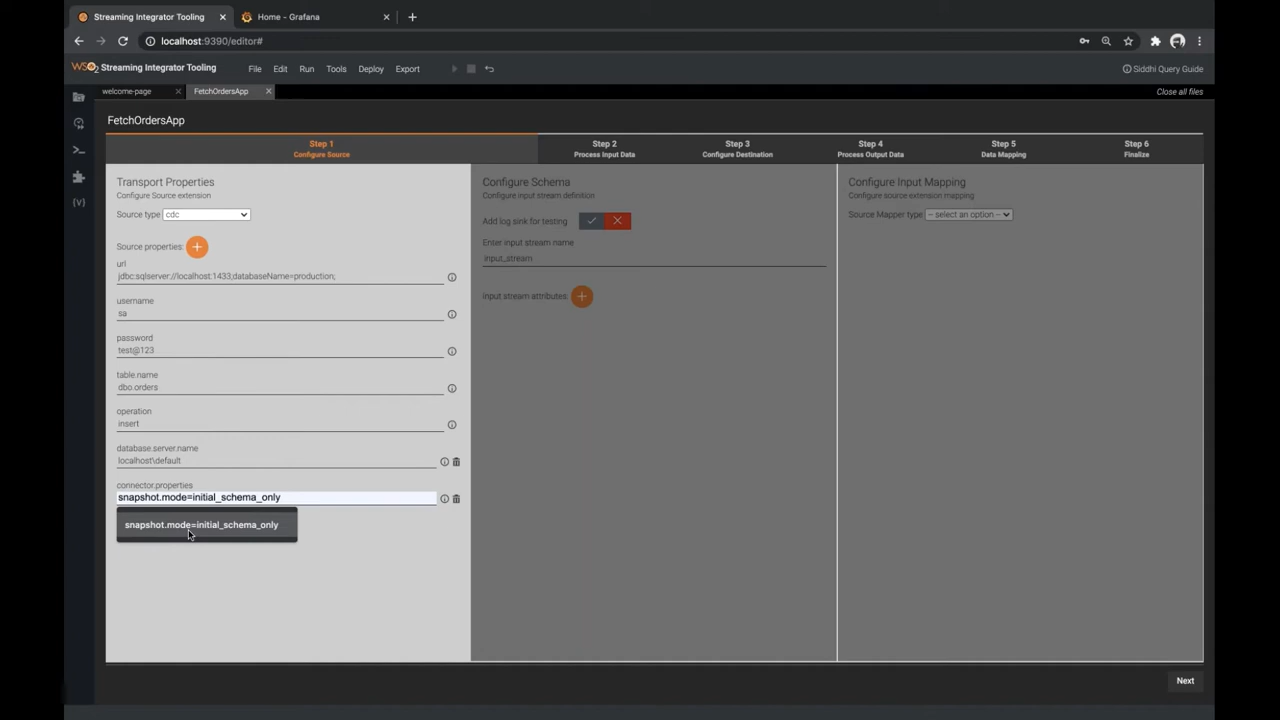 Streaming Integrator Tooling
Home - Grafana
localhost:9390/editor#
WSO2 Streaming Integrator Tooling
File Edit Run Tools Deploy Export
Siddhi Query Guide
welcome-page
FetchOrdersApp
Close all files
FetchOrdersApp
Step 1
Configure Source
Step 2
Process Input Data
Step 3
Configure Destination
Step 4
Process Output Data
Step 5
Data Mapping
Step 6
Finalize
Transport Properties
Configure Source extension
Source type cdc
Source properties:
url
jdbc:sqlserver://localhost:1433;databaseName=production;
username
sa
password
test@123
table.name
dbo.orders
operation
insert
database.server.name
localhost\default
connector.properties
snapshot.mode=initial_schema_only
snapshot.mode=initial_schema_only
Configure Schema
Configure input stream definition
Add log sink for testing
Enter input stream name
input_stream
Input stream attributes:
Configure Input Mapping
Configure source extension mapping
Source Mapper type -- select an option --
Next